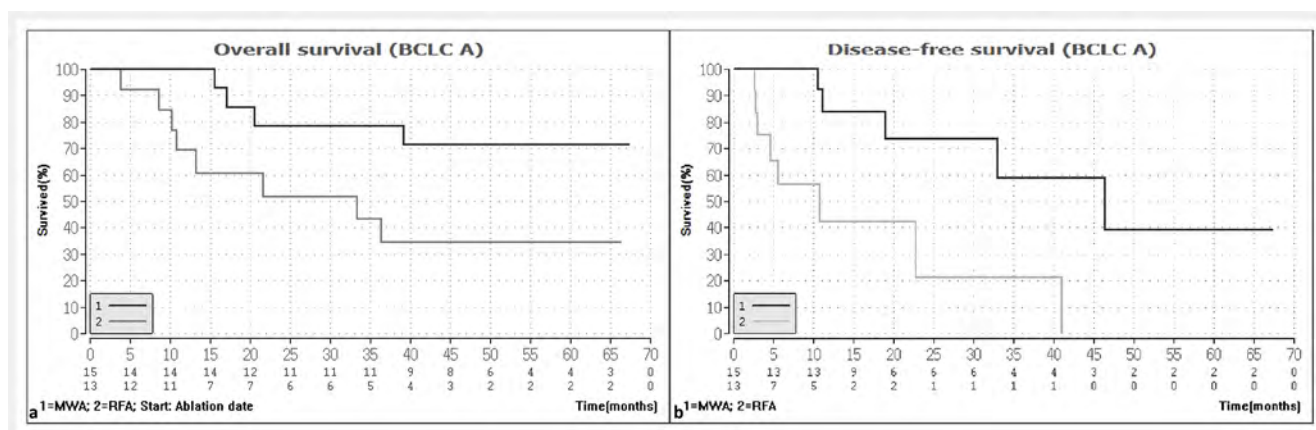 Overall survival (BCLC A)
Survived(%)
100
90
80
70
60
50
40
30
20
10
0
1
2
0 5 10 15 20 25 30 35 40 45 50 55 60 65 70
15 14 14 14 12 11 11 11 9 8 6 4 4 3 0
13 12 11 7 7 6 6 5 4 3 2 2 2 2 0
a 1=MWA; 2=RFA; Start: Ablation date Time(months)
Disease-free survival (BCLC A)
Survived(%)
100
90
80
70
60
50
40
30
20
10
0
1
2
0 5 10 15 20 25 30 35 40 45 50 55 60 65 70
15 13 13 9 6 6 6 4 4 3 2 2 2 2 0
13 7 5 2 2 1 1 1 1 0 0 0 0 0 0
b 1=MWA; 2=RFA Time(months)